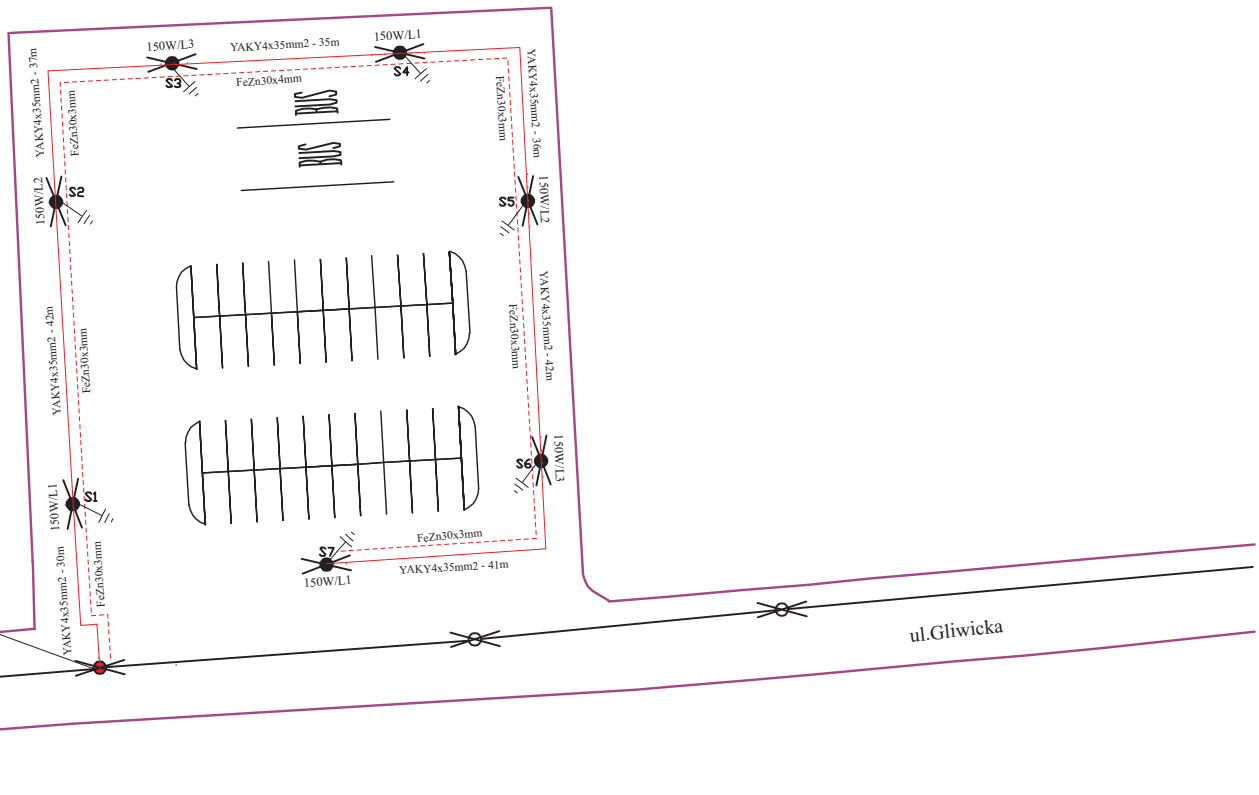 150W/L3
YAKY4x35mm2 - 35m
150W/L1
S3
FeZn30x4mm
S4
YAKY4x35mm2 - 37m
FeZn30x3mm
FeZn30x3mm
YAKY4x35mm2 - 36m
150W/L2
S2
S5
150W/L2
YAKY4x35mm2 - 42m
FeZn30x3mm
FeZn30x3mm
YAKY4x35mm2 - 42m
150W/L1
S1
S6
150W/L3
YAKY4x35mm2 - 30m
FeZn30x3mm
S7
FeZn30x3mm
150W/L1
YAKY4x35mm2 - 41m
ul.Gliwicka